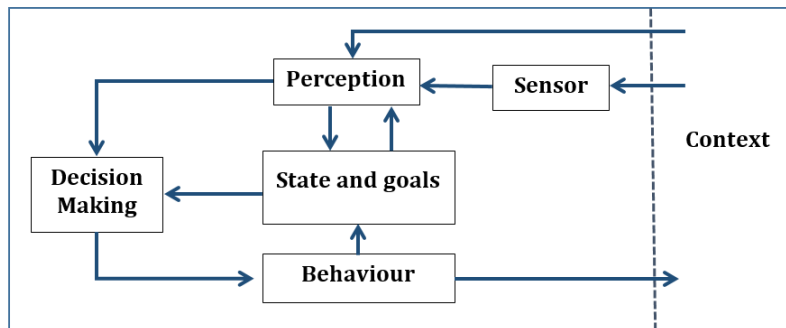 Perception
Sensor
Context
Decision
Making
State and goals
Behaviour